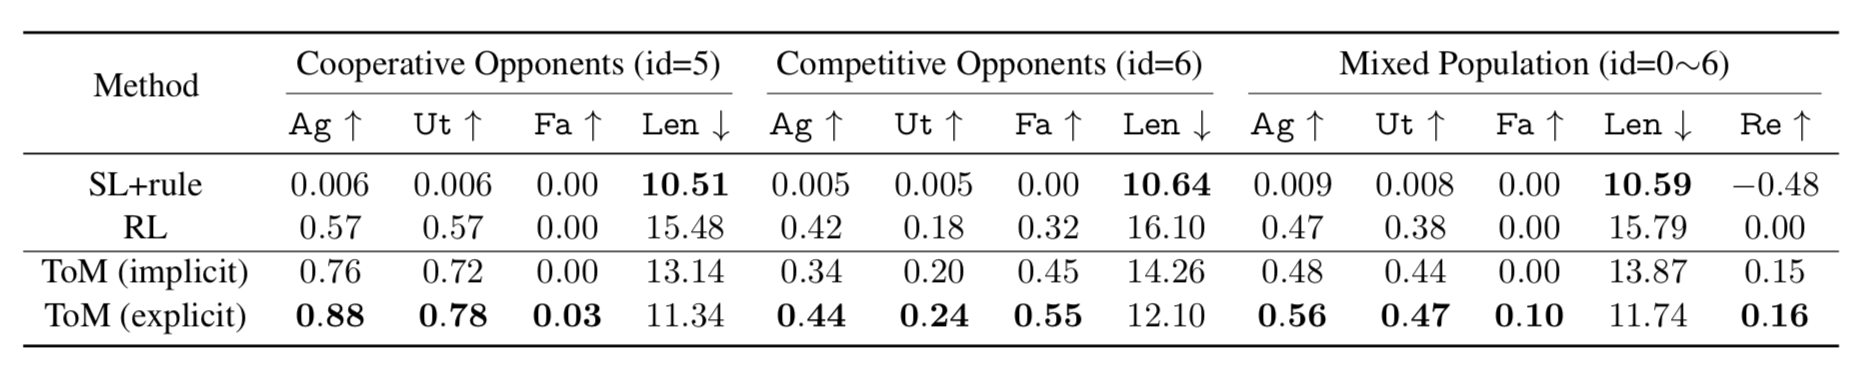 Method Cooperative Opponents (id=5) Competitive Opponents (id=6) Mixed Population (id=0∼6)
Ag ↑ Ut ↑ Fa ↑ Len ↓ Ag ↑ Ut ↑ Fa ↑ Len ↓ Ag ↑ Ut ↑ Fa ↑ Len ↓ Re ↑
SL+rule 0.006 0.006 0.00 10.51 0.005 0.005 0.00 10.64 0.009 0.008 0.00 10.59 −0.48
RL 0.57 0.57 0.00 15.48 0.42 0.18 0.32 16.10 0.47 0.38 0.00 15.79 0.00
ToM (implicit) 0.76 0.72 0.00 13.14 0.34 0.20 0.45 14.26 0.48 0.44 0.00 13.87 0.15
ToM (explicit) 0.88 0.78 0.03 11.34 0.44 0.24 0.55 12.10 0.56 0.47 0.10 11.74 0.16